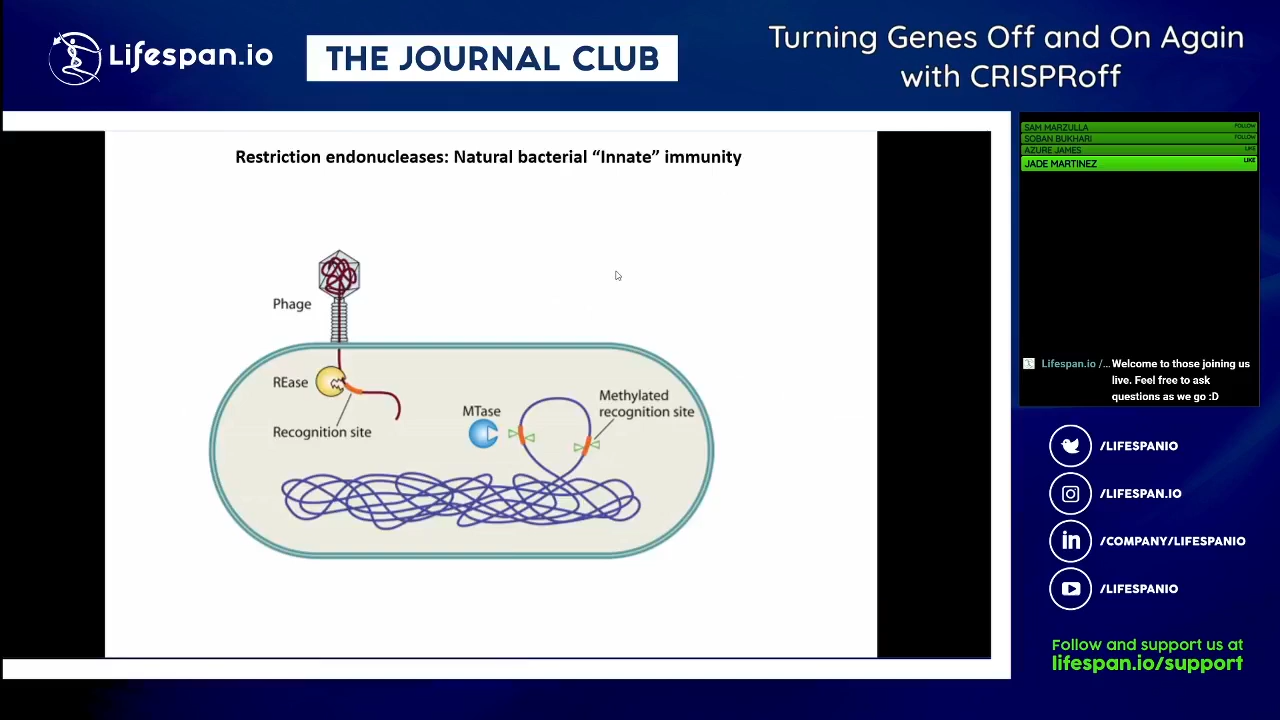 Lifespan.io
THE JOURNAL CLUB
Turning Genes Off and On Again
with CRISPRoff
Restriction endonucleases: Natural bacterial “Innate” immunity
Phage
REase
Recognition site
MTase
Methylated
recognition site
SAM MARZULLA FOLLOW
SOBAN BUKHARI FOLLOW
AZURE JAMES LIKE
JADE MARTINEZ LIKE
Lifespan.io /... Welcome to those joining us
live. Feel free to ask
questions as we go :D
/LIFESPANIO
/LIFESPAN.IO
/COMPANY/LIFESPANIO
/LIFESPANIO
Follow and support us at
lifespan.io/support